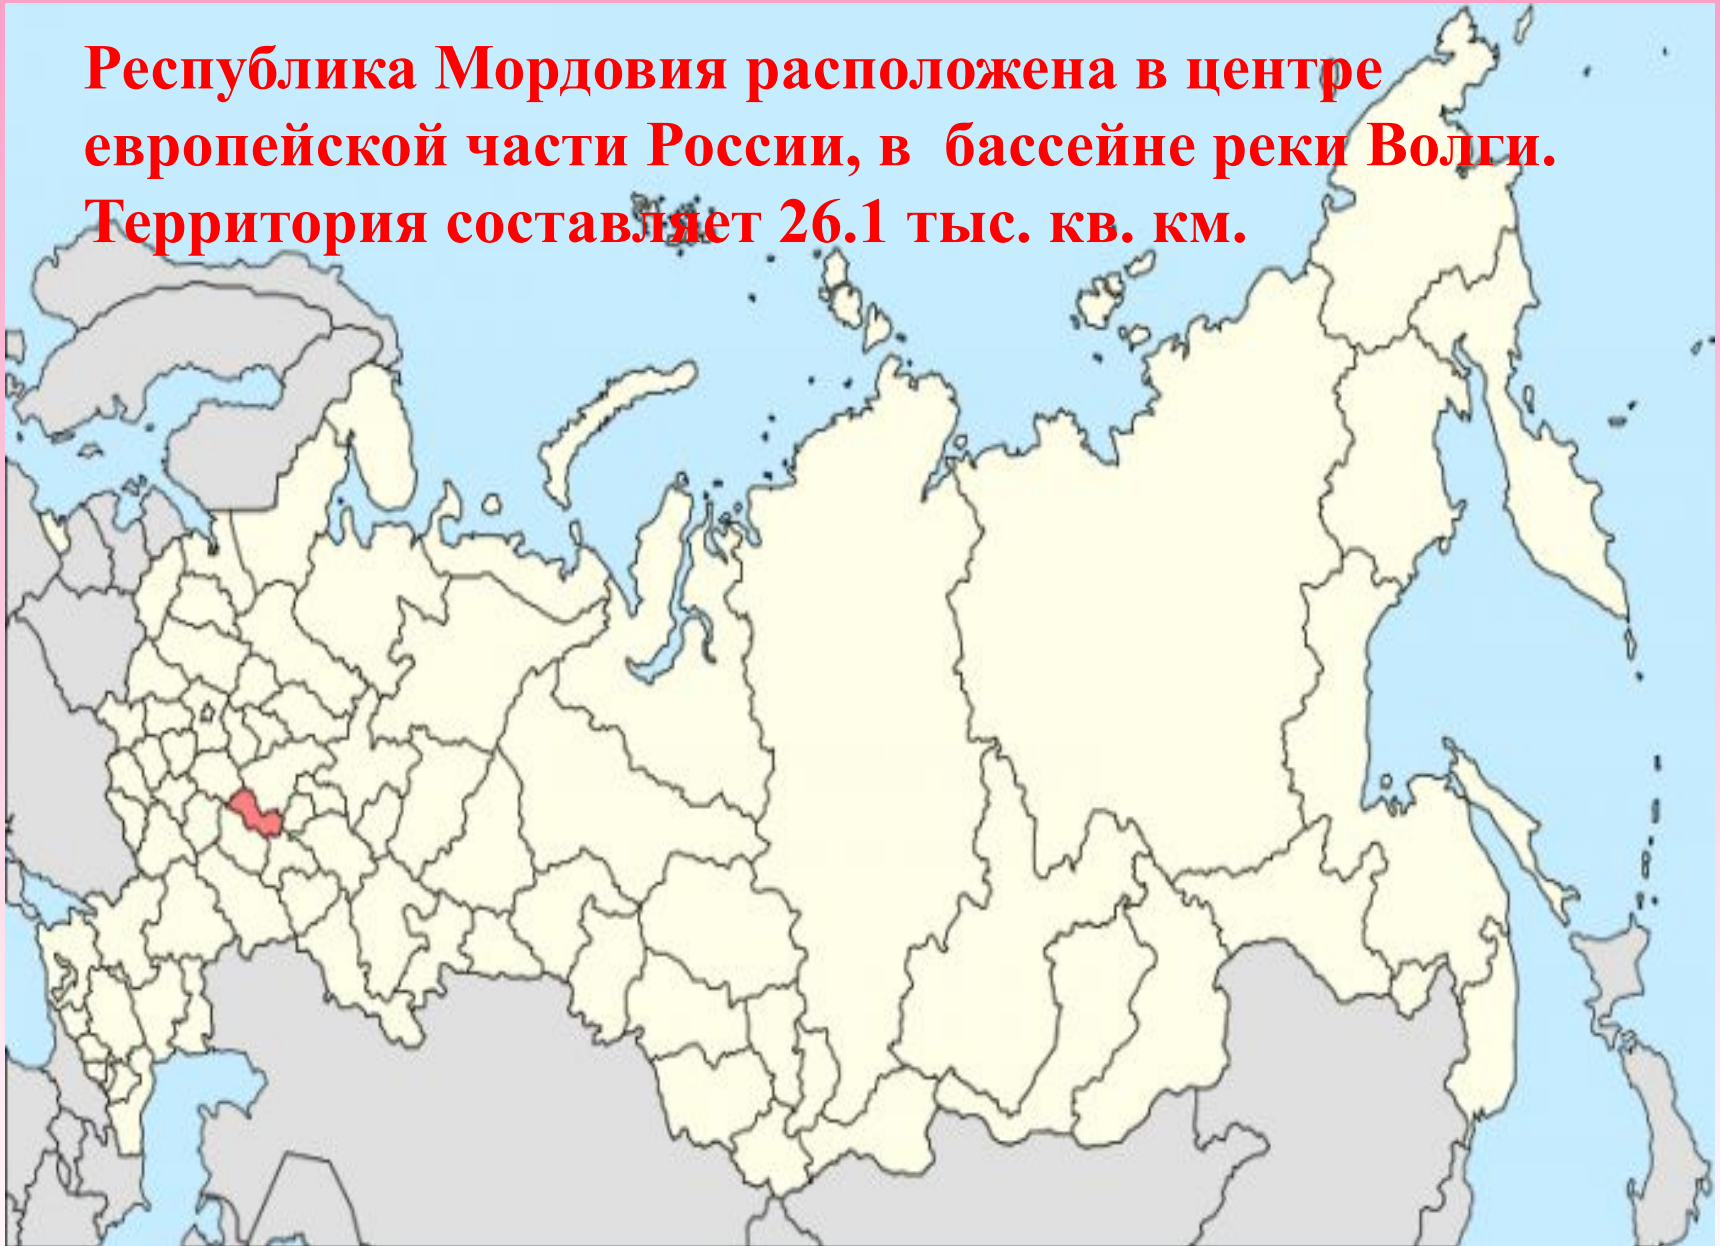 Республика Мордовия расположена в центре
европейской части России, в  бассейне реки Волги.
Территория составляет 26.1 тыс. кв. км.